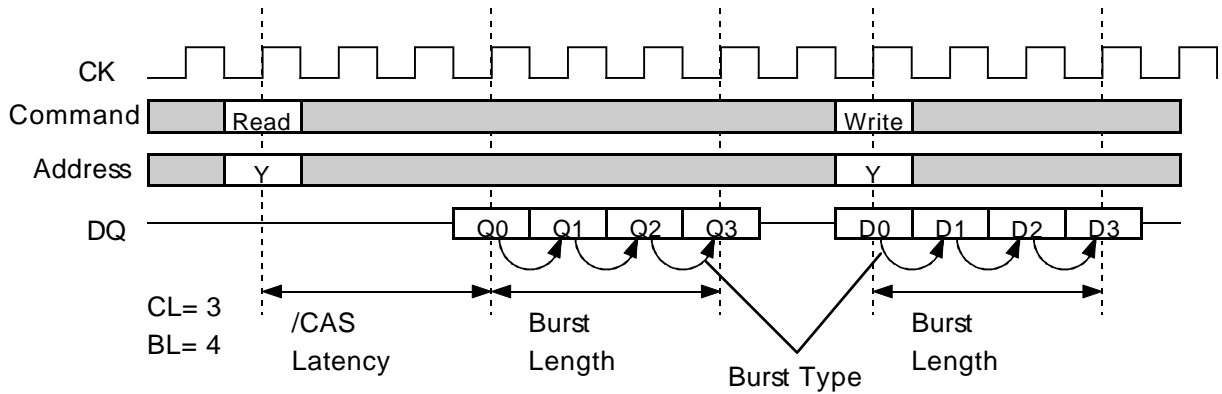 CK
Command Read Write
Address Y Y
DQ Q0 Q1 Q2 Q3 D0 D1 D2 D3
CL= 3
BL= 4
/CAS
Latency
Burst
Length
Burst Type
Burst
Length